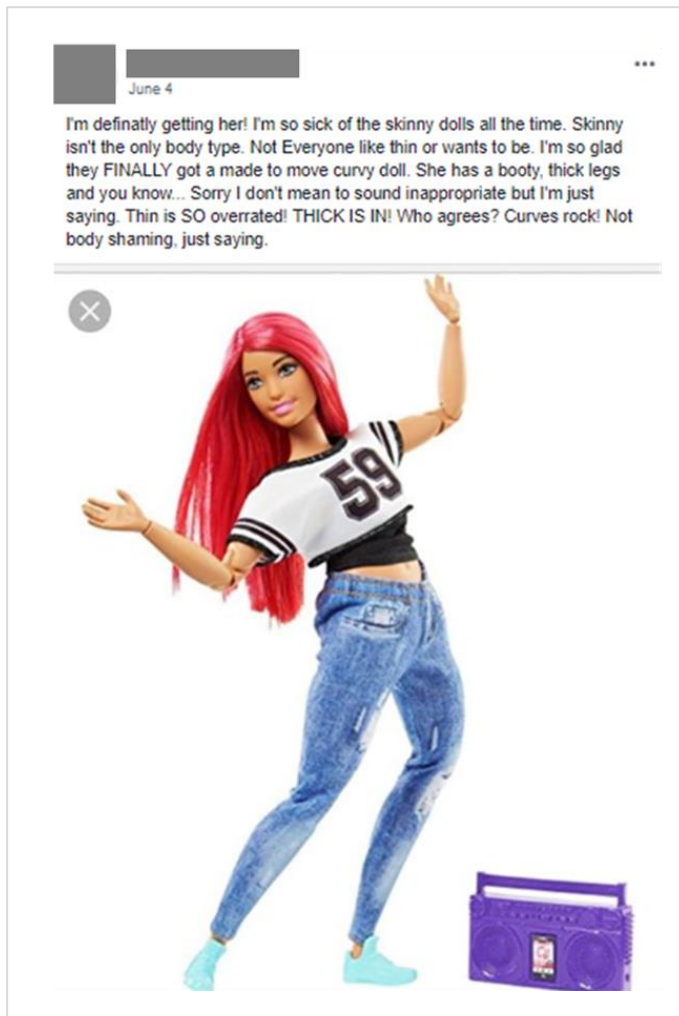 June 4
I'm definatly getting her! I'm so sick of the skinny dolls all the time. Skinny
isn't the only body type. Not Everyone like thin or wants to be. I'm so glad
they FINALLY got a made to move curvy doll. She has a booty, thick legs
and you know... Sorry I don't mean to sound inappropriate but I'm just
saying. Thin is SO overrated! THICK IS IN! Who agrees? Curves rock! Not
body shaming, just saying.
59